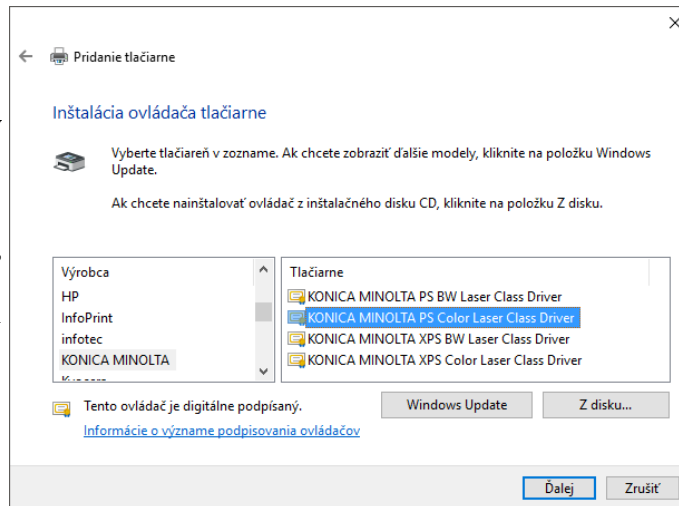 Pridanie tlačiarne
Inštalácia ovládača tlačiarne
Vyberte tlačiareň v zozname. Ak chcete zobraziť ďalšie modely, kliknite na položku Windows
Update.
Ak chcete nainštalovať ovládač z inštalačného disku CD, kliknite na položku Z disku.
Výrobca
HP
InfoPrint
infotec
KONICA MINOLTA
Tlačiarne
KONICA MINOLTA PS BW Laser Class Driver
KONICA MINOLTA PS Color Laser Class Driver
KONICA MINOLTA XPS BW Laser Class Driver
KONICA MINOLTA XPS Color Laser Class Driver
Tento ovládač je digitálne podpísaný.
Informácie o význame podpisovania ovládačov
Windows Update
Z disku...
Ďalej
Zrušiť